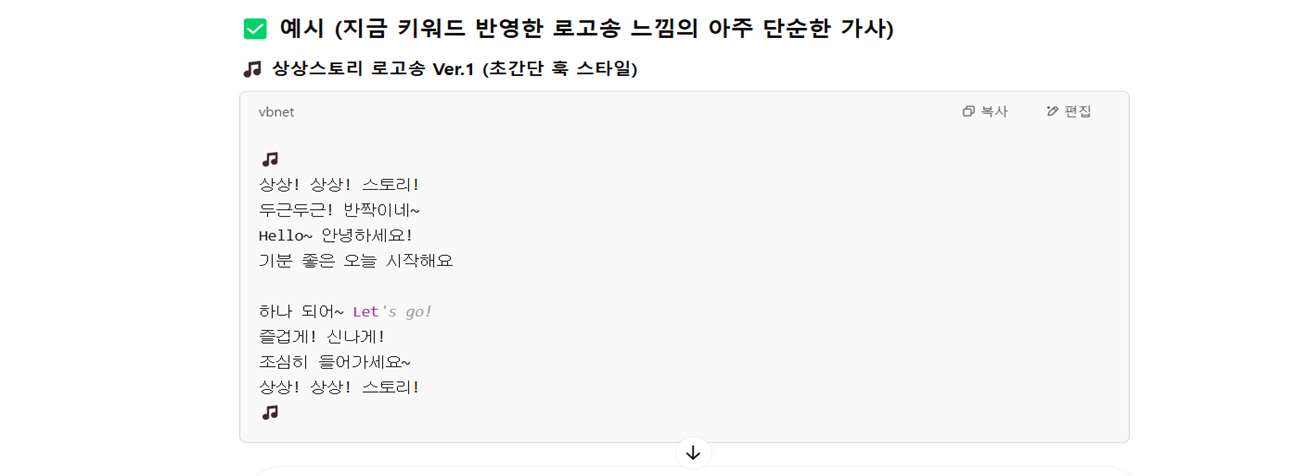 ✅ 예시 (지금 키워드 반영한 로고송 느낌의 아주 단순한 가사)
🎵 상상스토리 로고송 Ver.1 (초간단 훅 스타일)
vbnet 복사 편집
🎵
상상! 상상! 스토리!
두근두근! 반짝이네~
Hello~ 안녕하세요!
기분 좋은 오늘 시작해요
하나 되어~ Let's go!
즐겁게! 신나게!
조심히 들어가세요~
상상! 상상! 스토리!
🎵